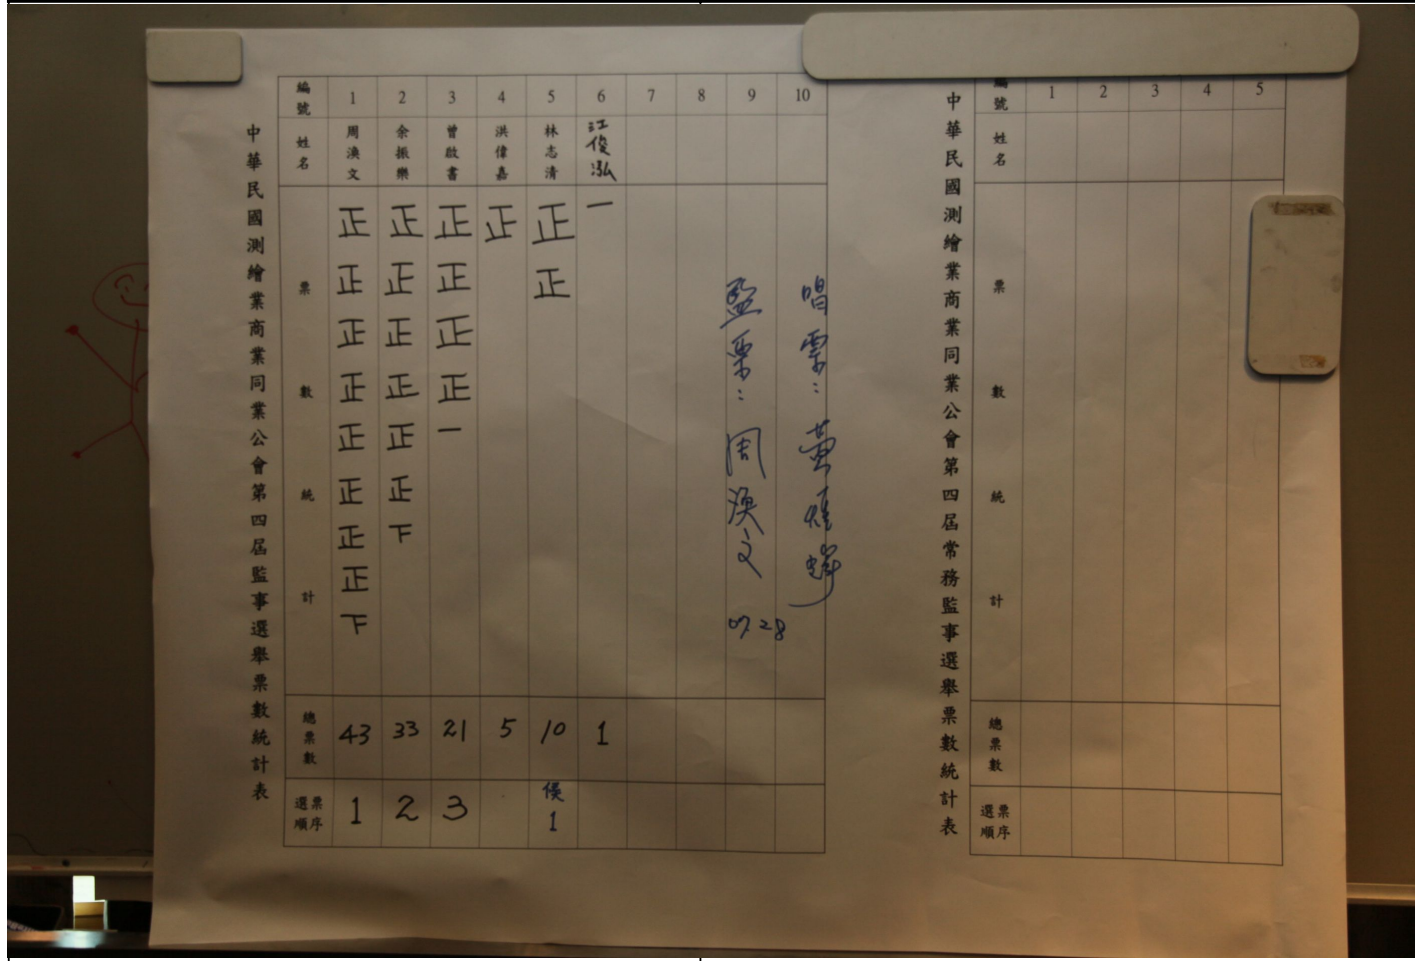 中華民國測繪業商業同業公會第四屆監事選舉票數統計表
編號 1 2 3 4 5 6 7 8 9 10
姓名 周渙文 余振樂 曾啟書 洪偉嘉 林志清 江俊泓
票數統計
正 正 正 正 正 一
正 正 正 正
正 正 正
正 正 正
正 正 一
正 正
正 下
正
下
唱票：黃
監票：周渙文
07.28
總票數 43 33 21 5 10 1
選票順序 1 2 3 候1
中華民國測繪業商業同業公會第四屆常務監事選舉票數統計表
編號 1 2 3 4 5
姓名
票數統計
總票數
選票順序